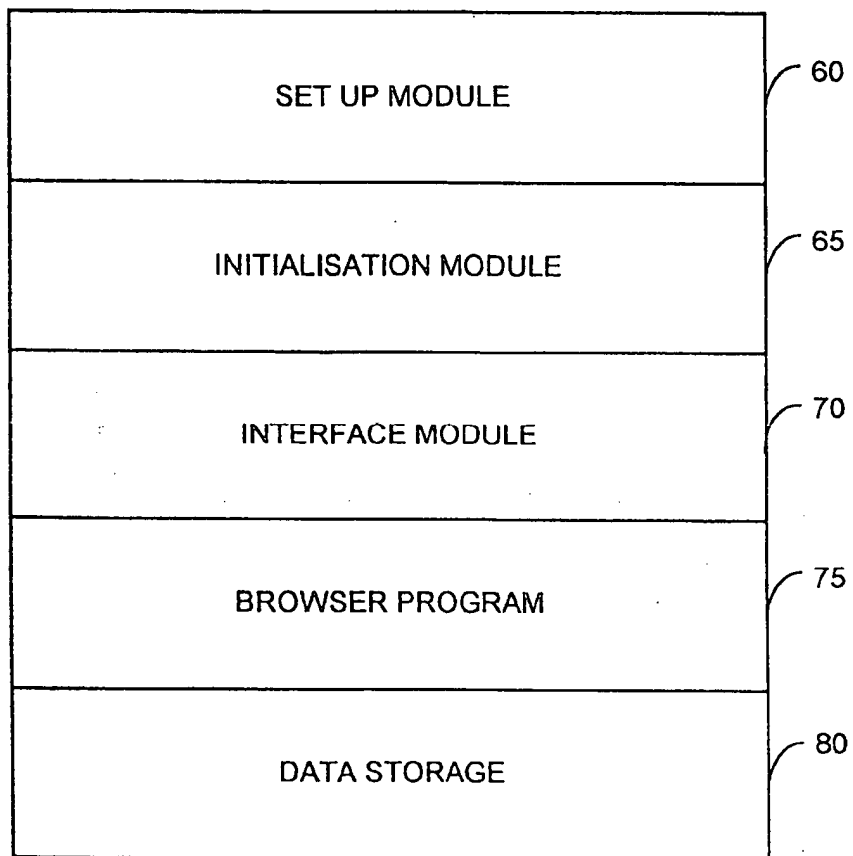 SET UP MODULE
60
INITIALISATION MODULE
65
INTERFACE MODULE
70
BROWSER PROGRAM
75
DATA STORAGE
80